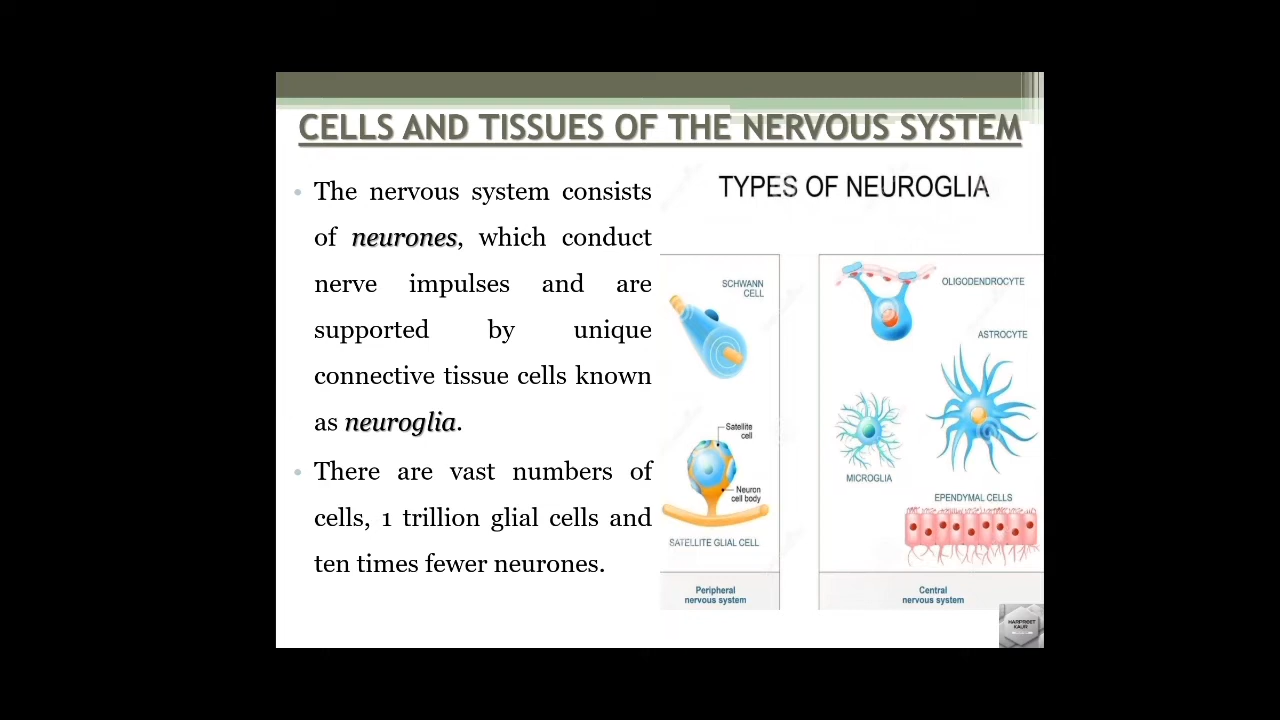 CELLS AND TISSUES OF THE NERVOUS SYSTEM
• The nervous system consists
of neurones, which conduct
nerve impulses and are
supported by unique
connective tissue cells known
as neuroglia.
• There are vast numbers of
cells, 1 trillion glial cells and
ten times fewer neurones.
TYPES OF NEUROGLIA
SCHWANN
CELL
Satellite
cell
Neuron
cell body
SATELLITE GLIAL CELL
Peripheral
nervous system
OLIGODENDROCYTE
ASTROCYTE
MICROGLIA
EPENDYMAL CELLS
Central
nervous system
HARPREET
KAUR